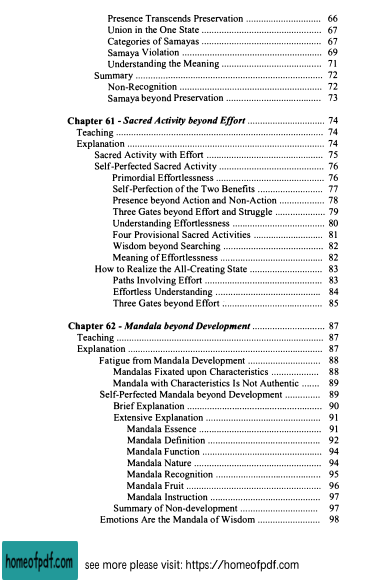 Presence Transcends Preservation ............................ 66
Union in the One State ............................................ 67
Categories of Samayas ............................................ 67
Samaya Violation .................................................... 69
Understanding the Meaning .................................... 71
Summary ...................................................................... 72
Non-Recognition ..................................................... 72
Samaya beyond Preservation .................................. 73
Chapter 61 - Sacred Activity beyond Effort ............................ 74
Teaching ............................................................................. 74
Explanation ......................................................................... 74
Sacred Activity with Effort ........................................... 75
Self-Perfected Sacred Activity ...................................... 76
Primordial Effortlessness ........................................ 76
Self-Perfection of the Two Benefits ........................ 77
Presence beyond Action and Non-Action ................ 78
Three Gates beyond Effort and Struggle .................. 79
Understanding Effortlessness .................................. 80
Four Provisional Sacred Activities .......................... 81
Wisdom beyond Searching ...................................... 82
Meaning of Effortlessness ....................................... 82
How to Realize the All-Creating State .......................... 83
Paths Involving Effort .............................................. 83
Effortless Understanding ......................................... 84
Three Gates beyond Effort ....................................... 85
Chapter 62 - Mandala beyond Development ........................... 87
Teaching .............................................................................. 87
Explanation ......................................................................... 87
Fatigue from Mandala Development ............................ 88
Mandalas Fixated upon Characteristics .................. 88
Mandala with Characteristics Is Not Authentic ....... 89
Self-Perfected Mandala beyond Development ............. 89
Brief Explanation .................................................... 90
Extensive Explanation ............................................. 91
Mandala Essence ................................................ 91
Mandala Definition ............................................. 92
Mandala Function ............................................... 94
Mandala Nature .................................................. 94
Mandala Recognition .......................................... 95
Mandala Fruit ..................................................... 96
Mandala Instruction ............................................ 97
Summary of Non-development ............................... 97
Emotions Are the Mandala of Wisdom ....................... 98
homeofpdf.com see more please visit: https://homeofpdf.com